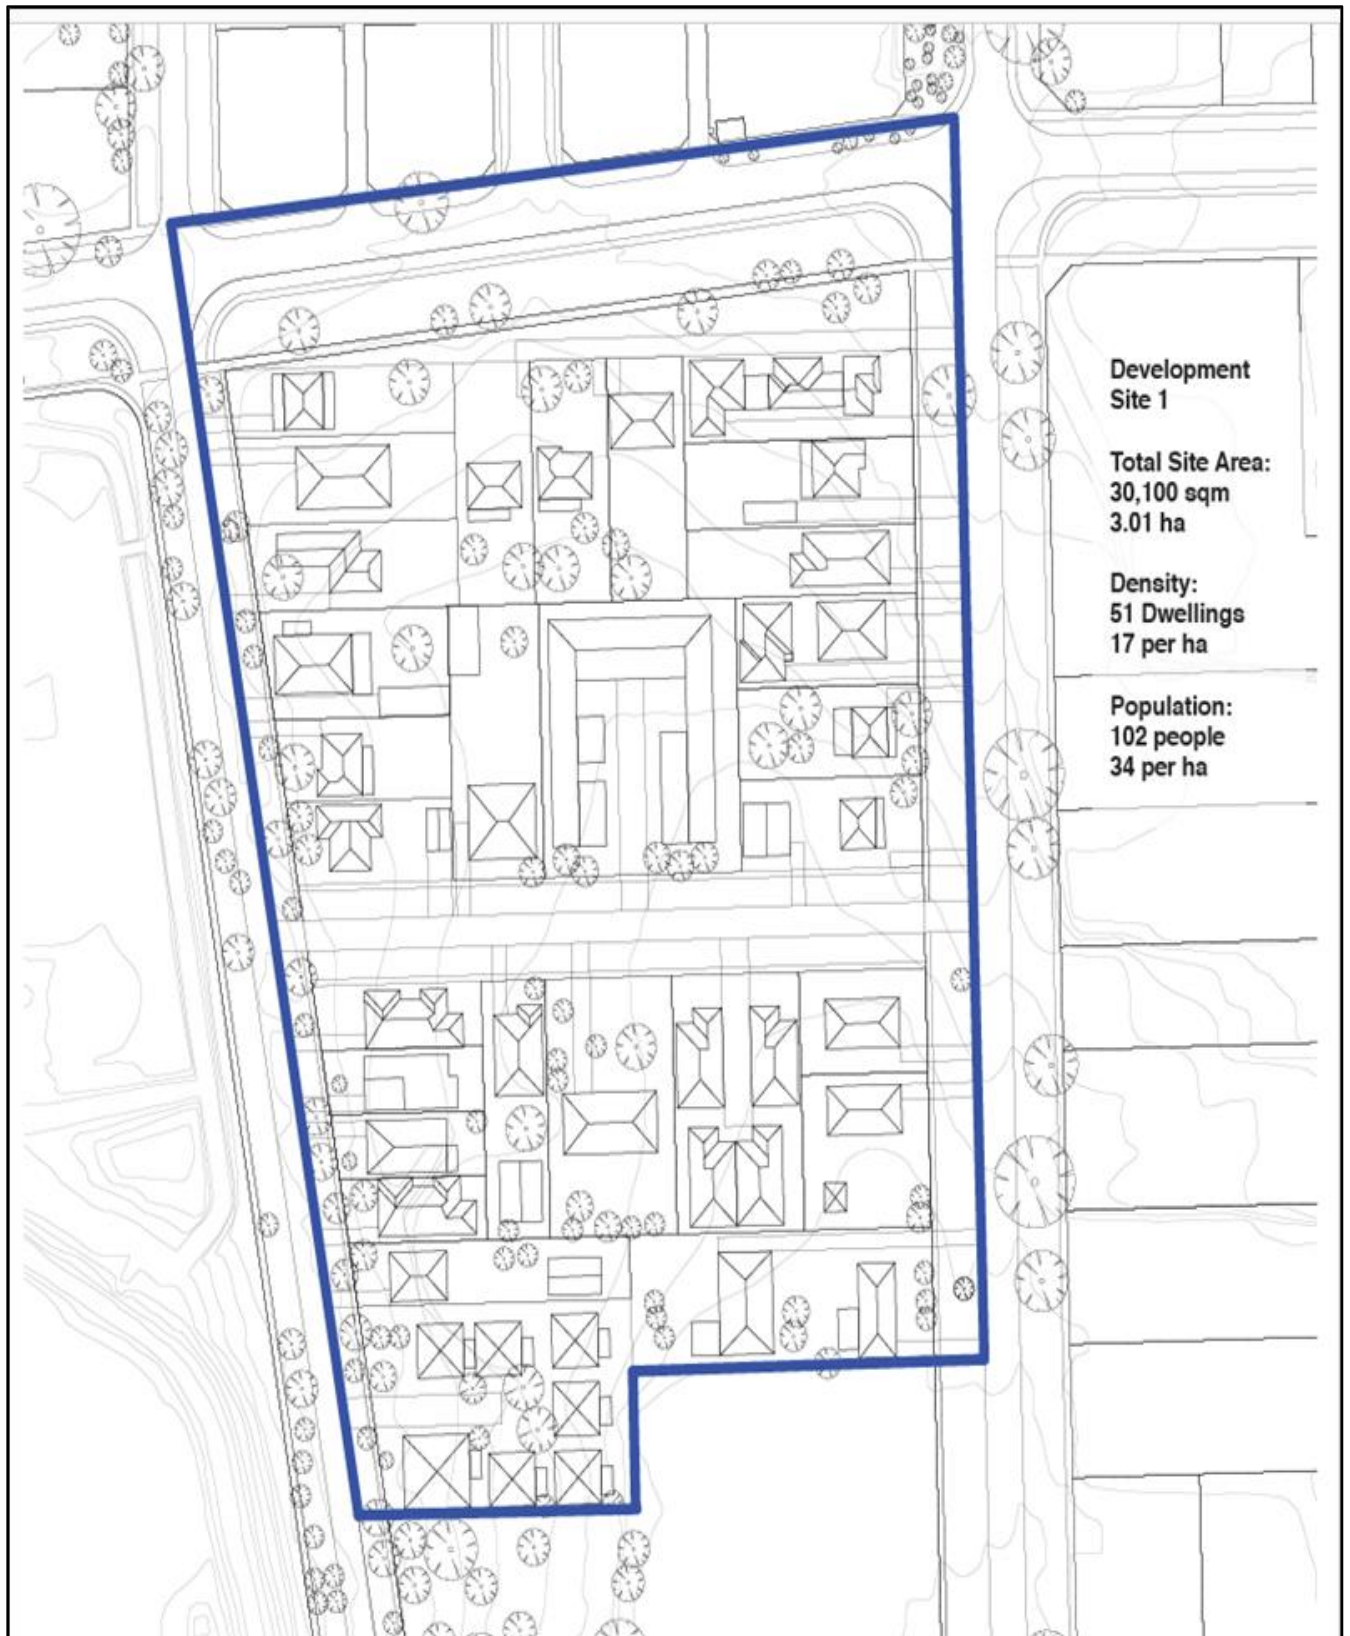 Development
Site 1
Total Site Area:
30,100 sqm
3.01 ha
Density:
51 Dwellings
17 per ha
Population:
102 people
34 per ha